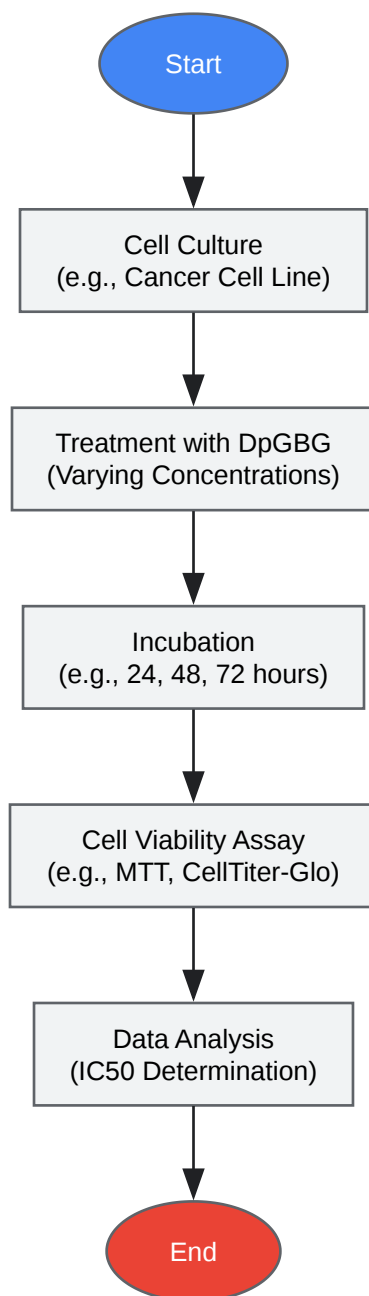 Start
Cell Culture
(e.g., Cancer Cell Line)
Treatment with DpGBG
(Varying Concentrations)
Incubation
(e.g., 24, 48, 72 hours)
Cell Viability Assay
(e.g., MTT, CellTiter-Glo)
Data Analysis
(IC50 Determination)
End